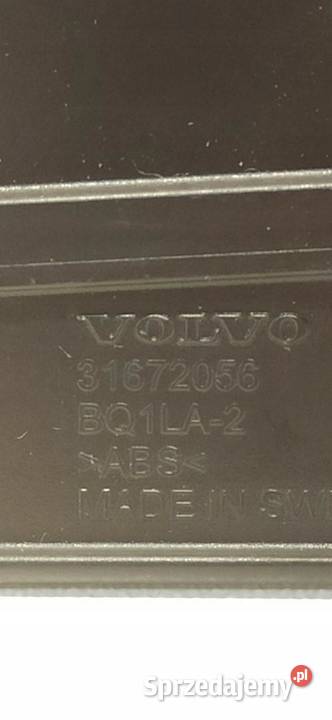 VOLVO
31672056
BQ1LA-2
>ABS<
MADE IN SW
Sprzedajemy.pl